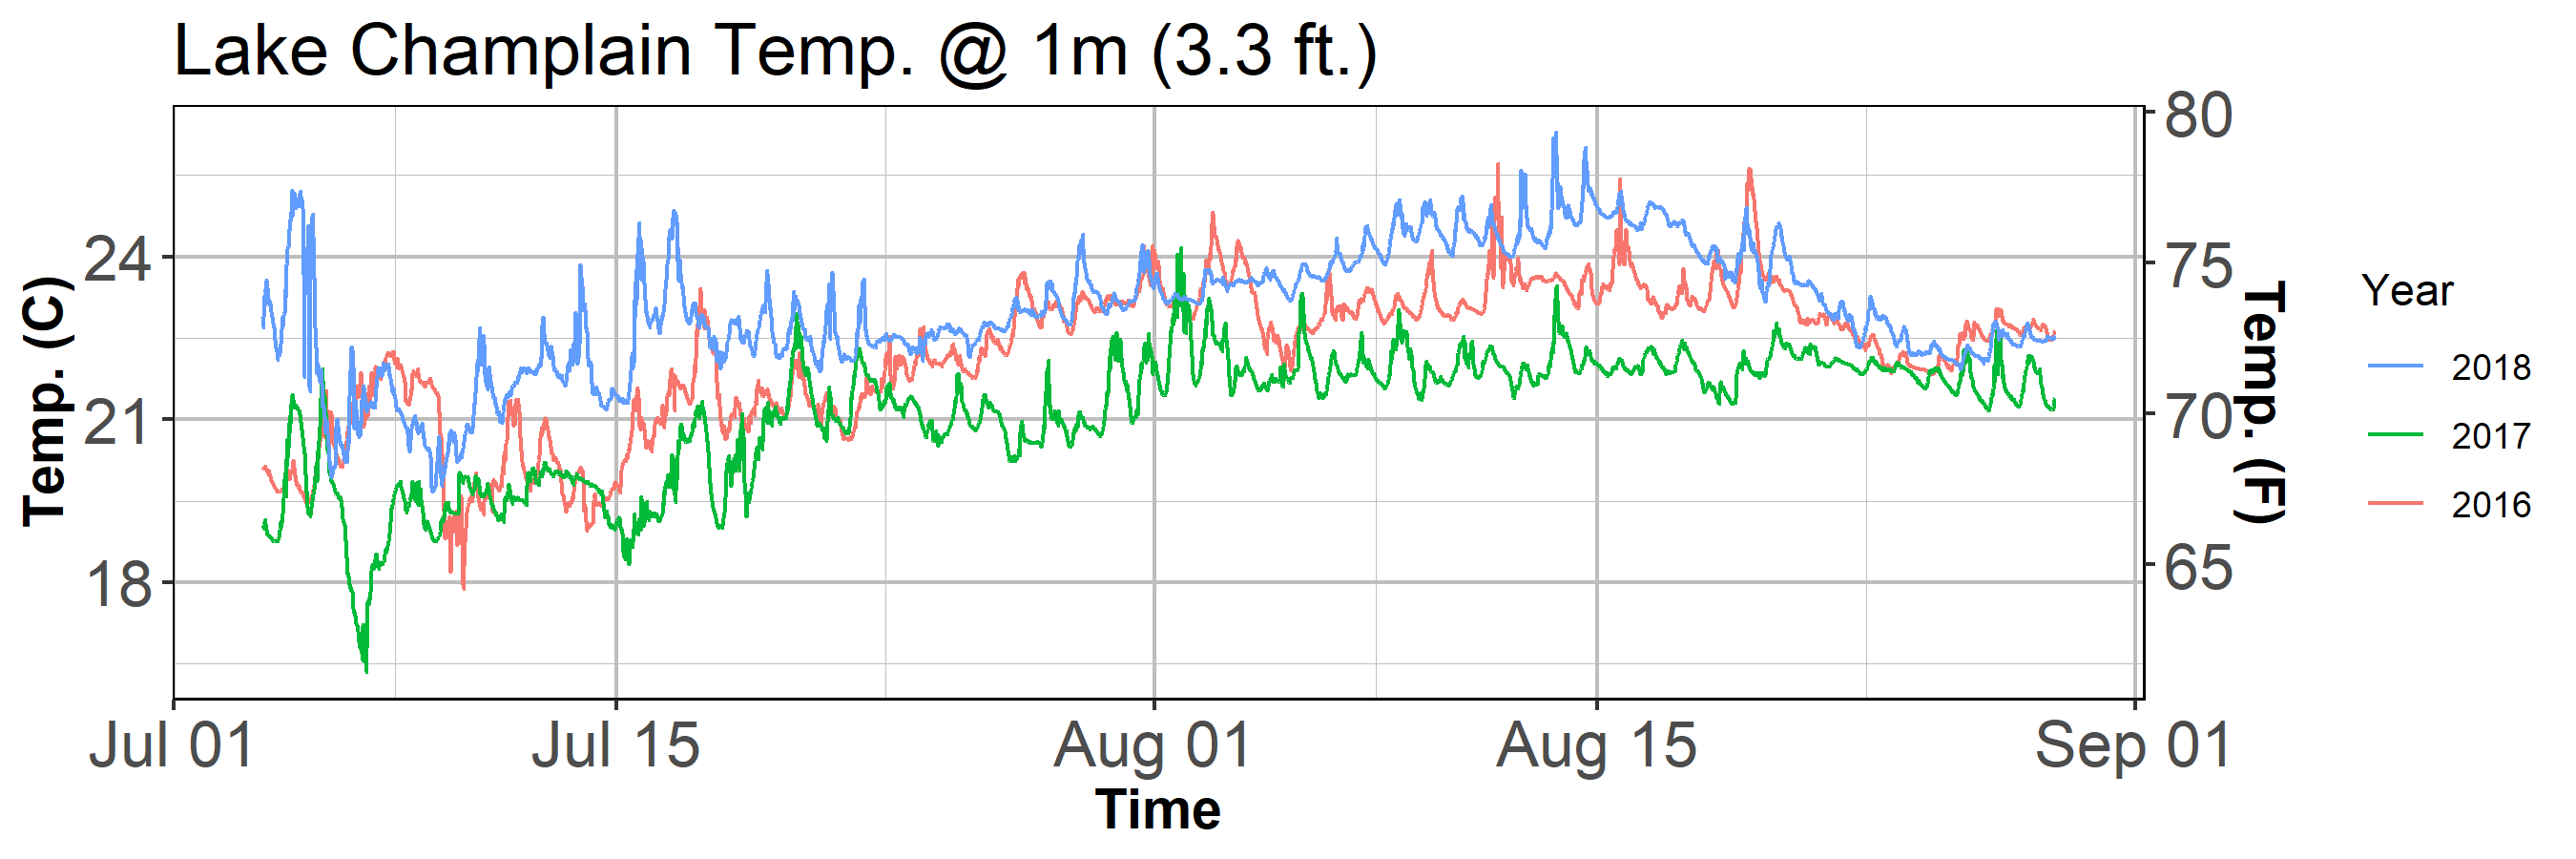 Lake Champlain Temp. @ 1m (3.3 ft.)
Temp. (C)
24
21
18
80
75
70
65
Temp. (F)
Jul 01
Jul 15
Aug 01
Aug 15
Sep 01
Time
Year
2018
2017
2016